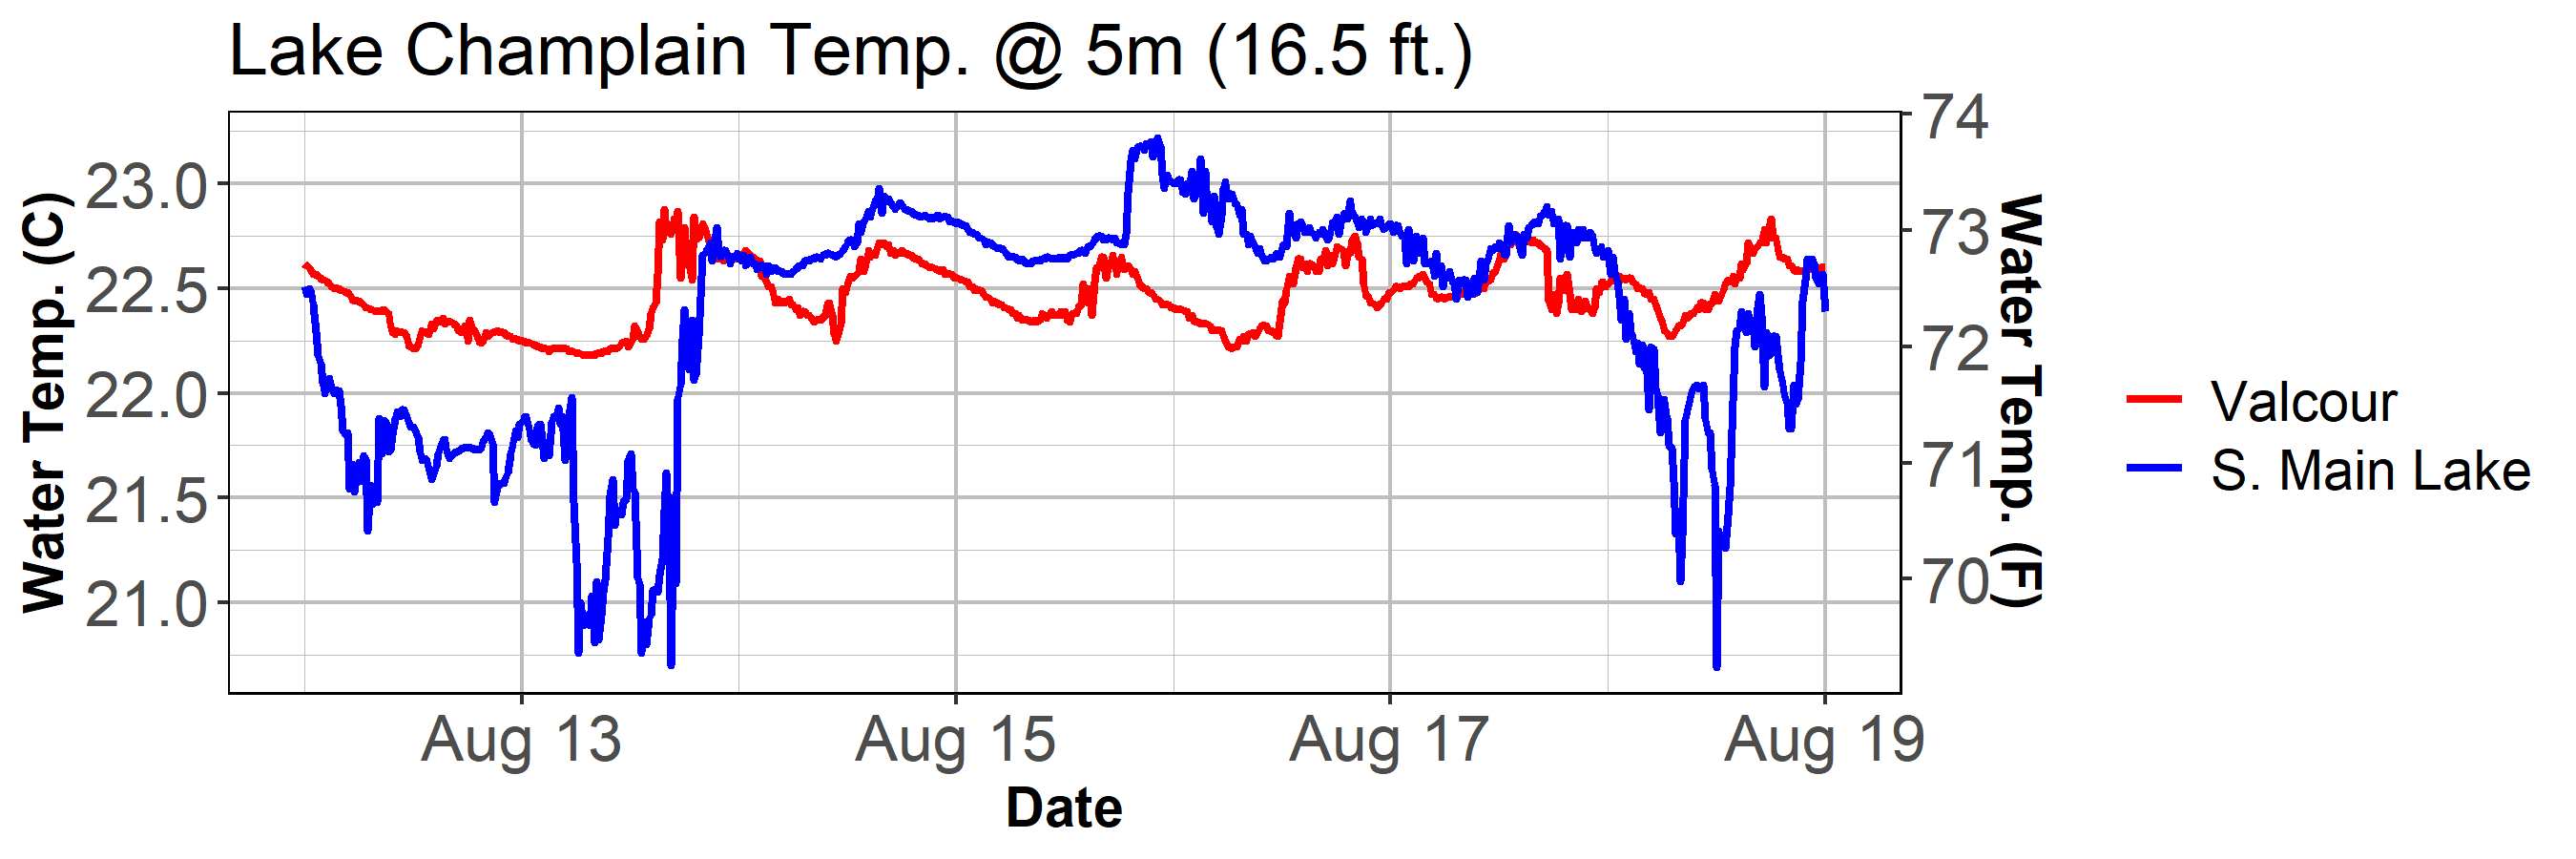 Lake Champlain Temp. @ 5m (16.5 ft.)
Water Temp. (C)
23.0
22.5
22.0
21.5
21.0
74
73
72
71
70
Water Temp. (F)
Aug 13
Aug 15
Aug 17
Aug 19
Date
Valcour
S. Main Lake